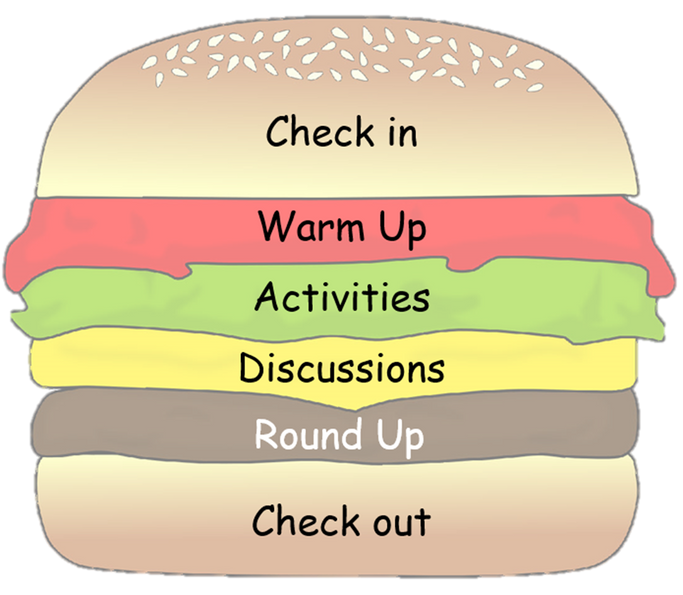 Check in
Warm Up
Activities
Discussions
Round Up
Check out